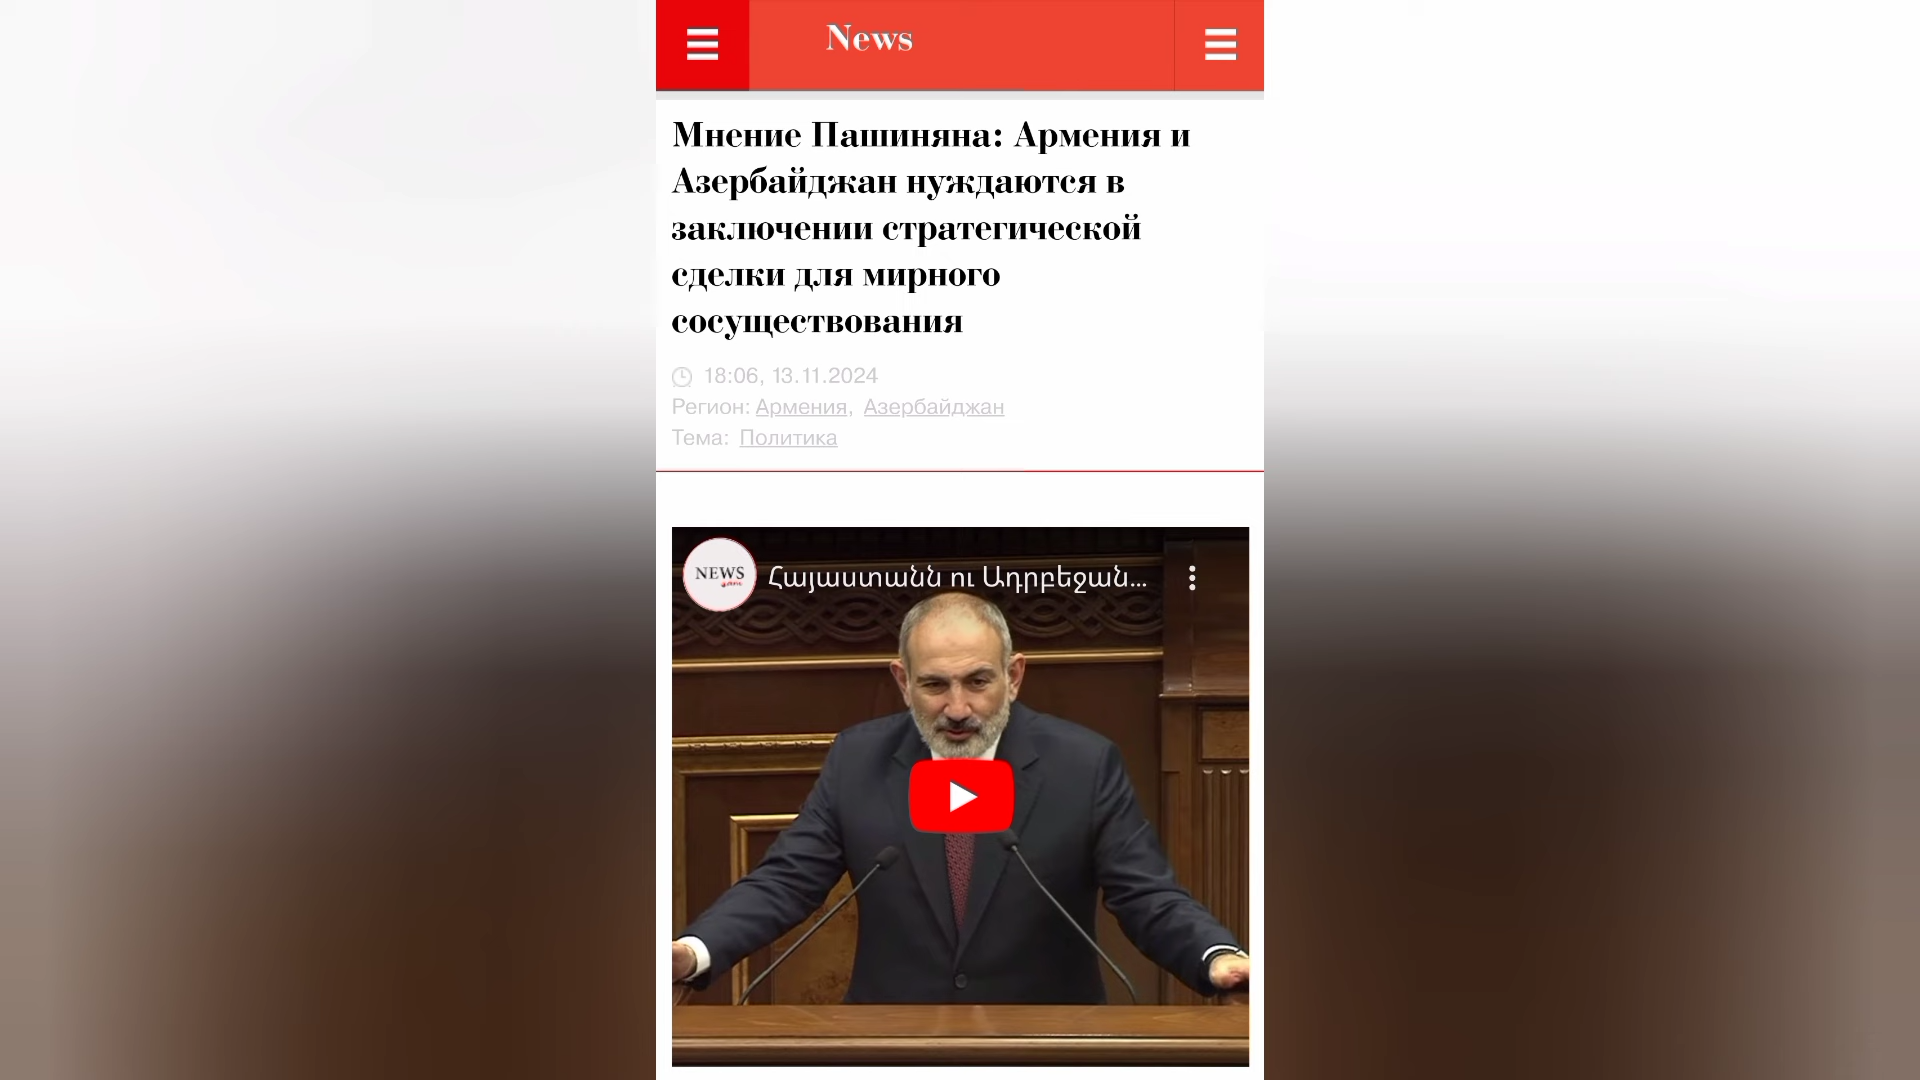 News
Мнение Пашиняна: Армения и
Азербайджан нуждаются в
заключении стратегической
сделки для мирного
сосуществования
18:06, 13.11.2024
Регион: Армения, Азербайджан
Тема: Политика
NEWS
Հայաստանն ու Ադրբեջան...